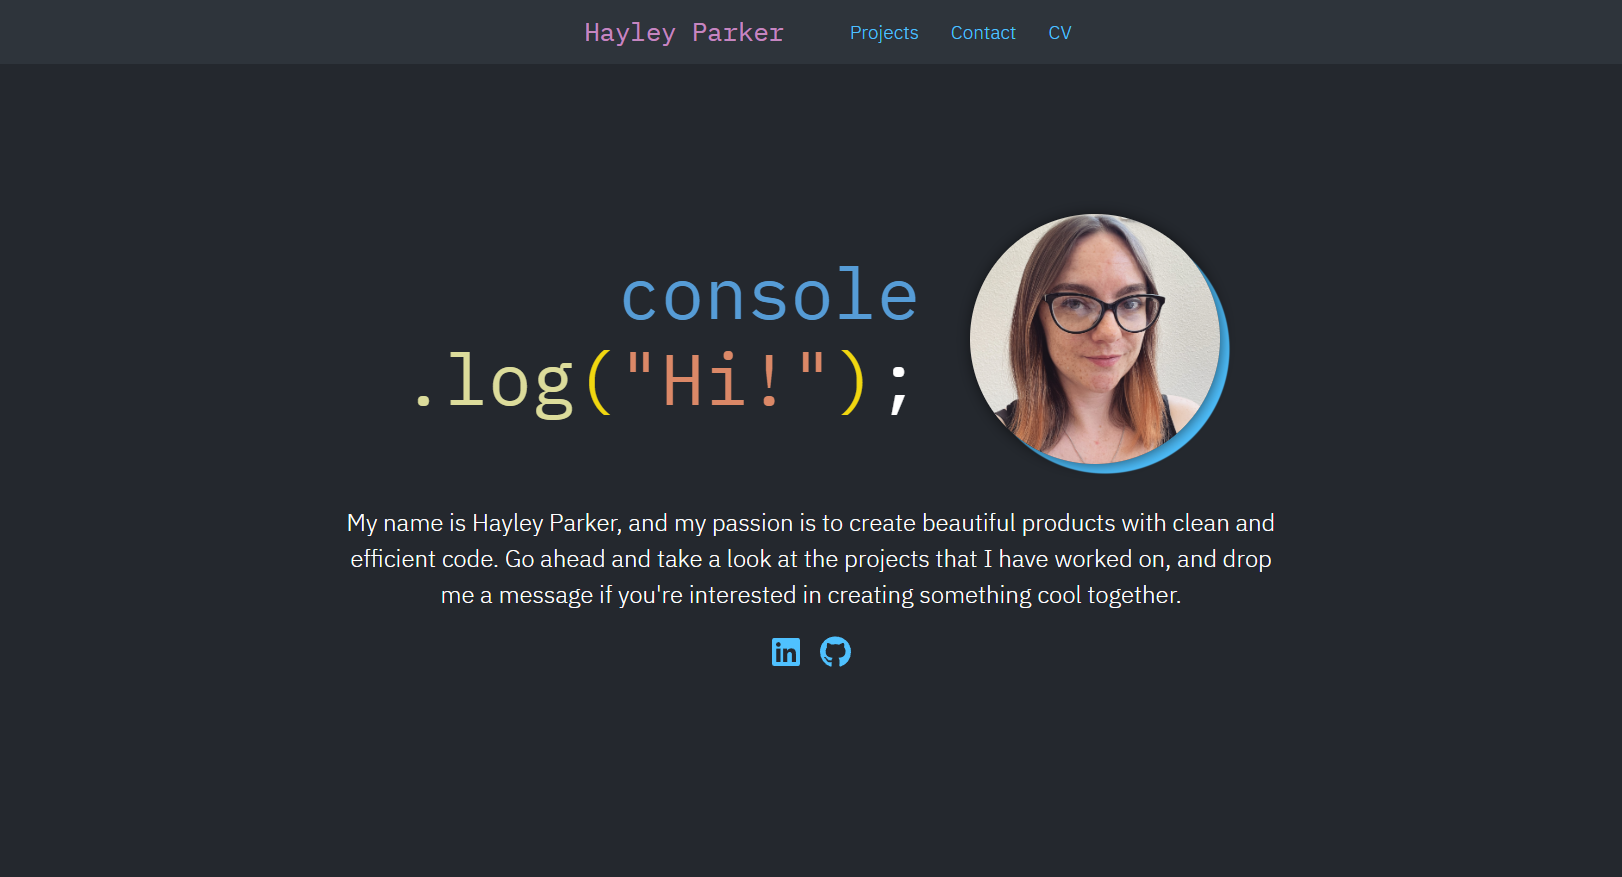 Hayley Parker Projects Contact CV
console
.log("Hi!");
My name is Hayley Parker, and my passion is to create beautiful products with clean and
efficient code. Go ahead and take a look at the projects that I have worked on, and drop
me a message if you're interested in creating something cool together.
in